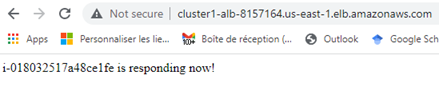 Not secure | cluster1-alb-8157164.us-east-1.elb.amazonaws.com
Apps Personnaliser les lie... 100+ Boîte de réception (... Outlook Google Sch
i-018032517a48ce1fe is responding now!